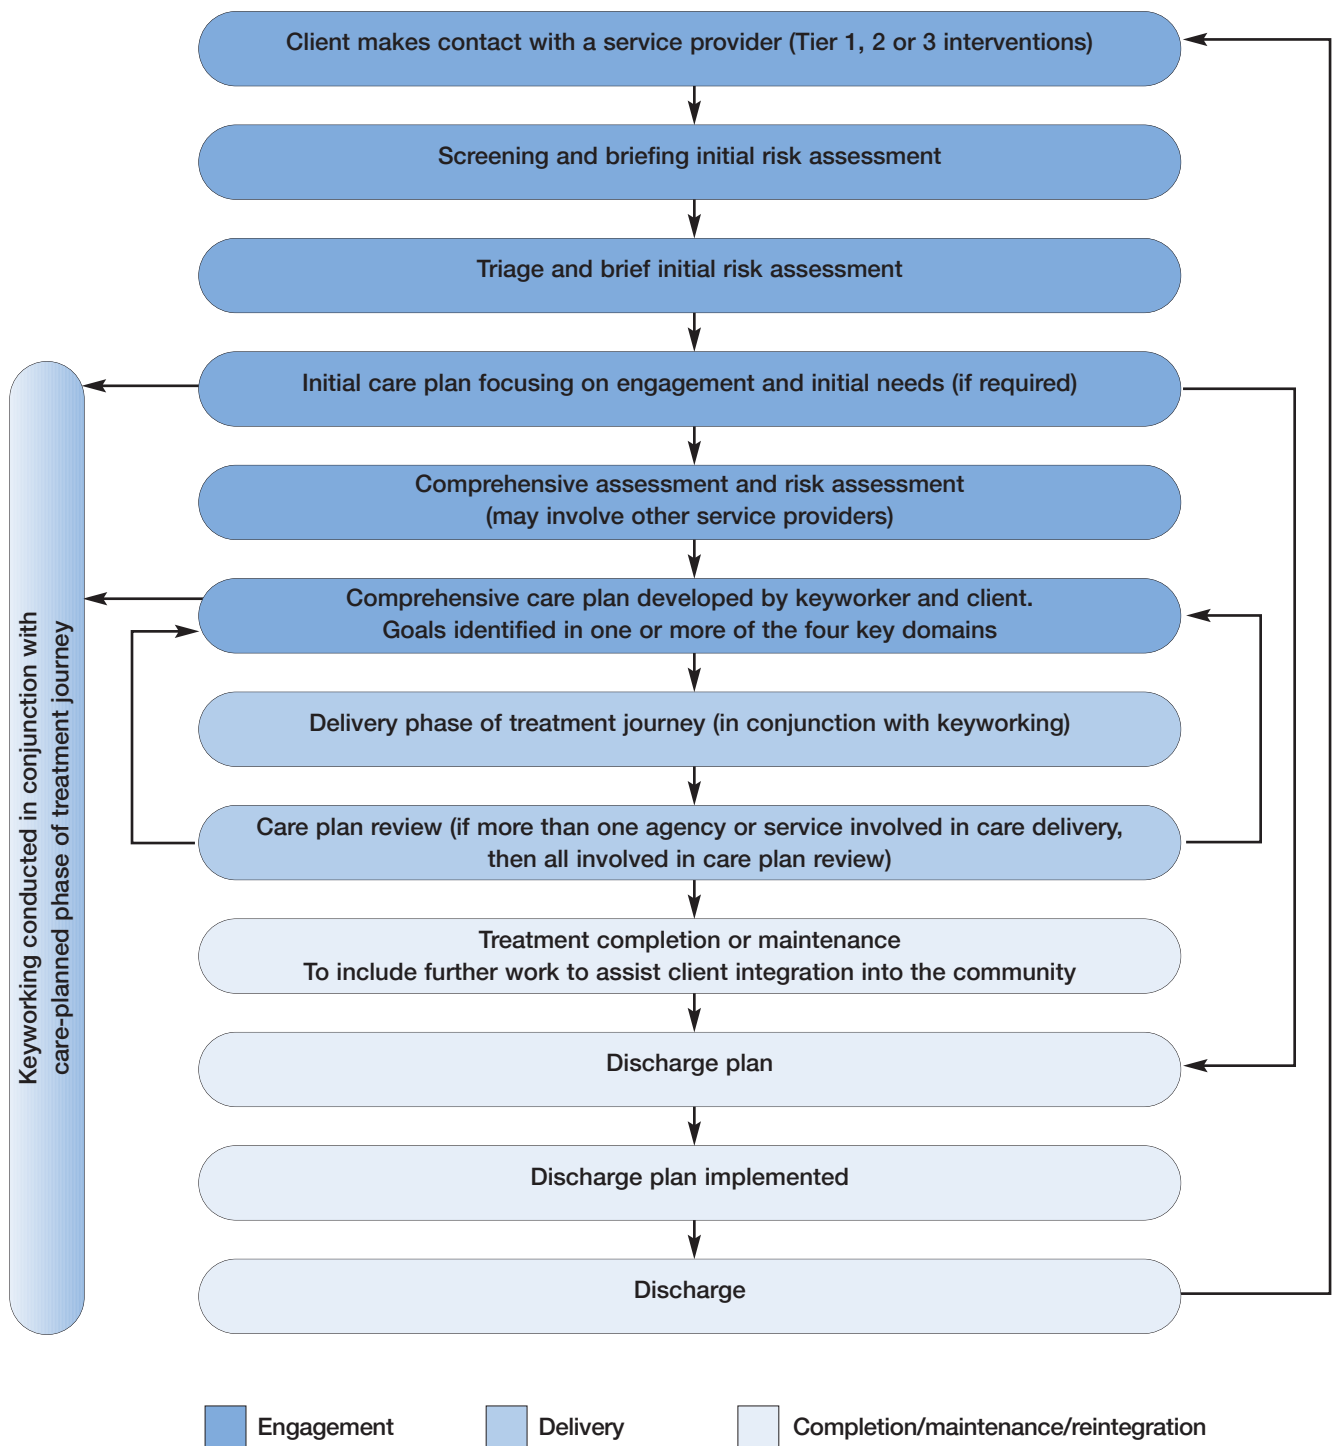 Client makes contact with a service provider (Tier 1, 2 or 3 interventions)
Screening and briefing initial risk assessment
Triage and brief initial risk assessment
Initial care plan focusing on engagement and initial needs (if required)
Comprehensive assessment and risk assessment
(may involve other service providers)
Comprehensive care plan developed by keyworker and client.
Goals identified in one or more of the four key domains
Delivery phase of treatment journey (in conjunction with keyworking)
Care plan review (if more than one agency or service involved in care delivery,
then all involved in care plan review)
Treatment completion or maintenance
To include further work to assist client integration into the community
Discharge plan
Discharge plan implemented
Discharge
Keyworking conducted in conjunction with
care-planned phase of treatment journey
Engagement
Delivery
Completion/maintenance/reintegration